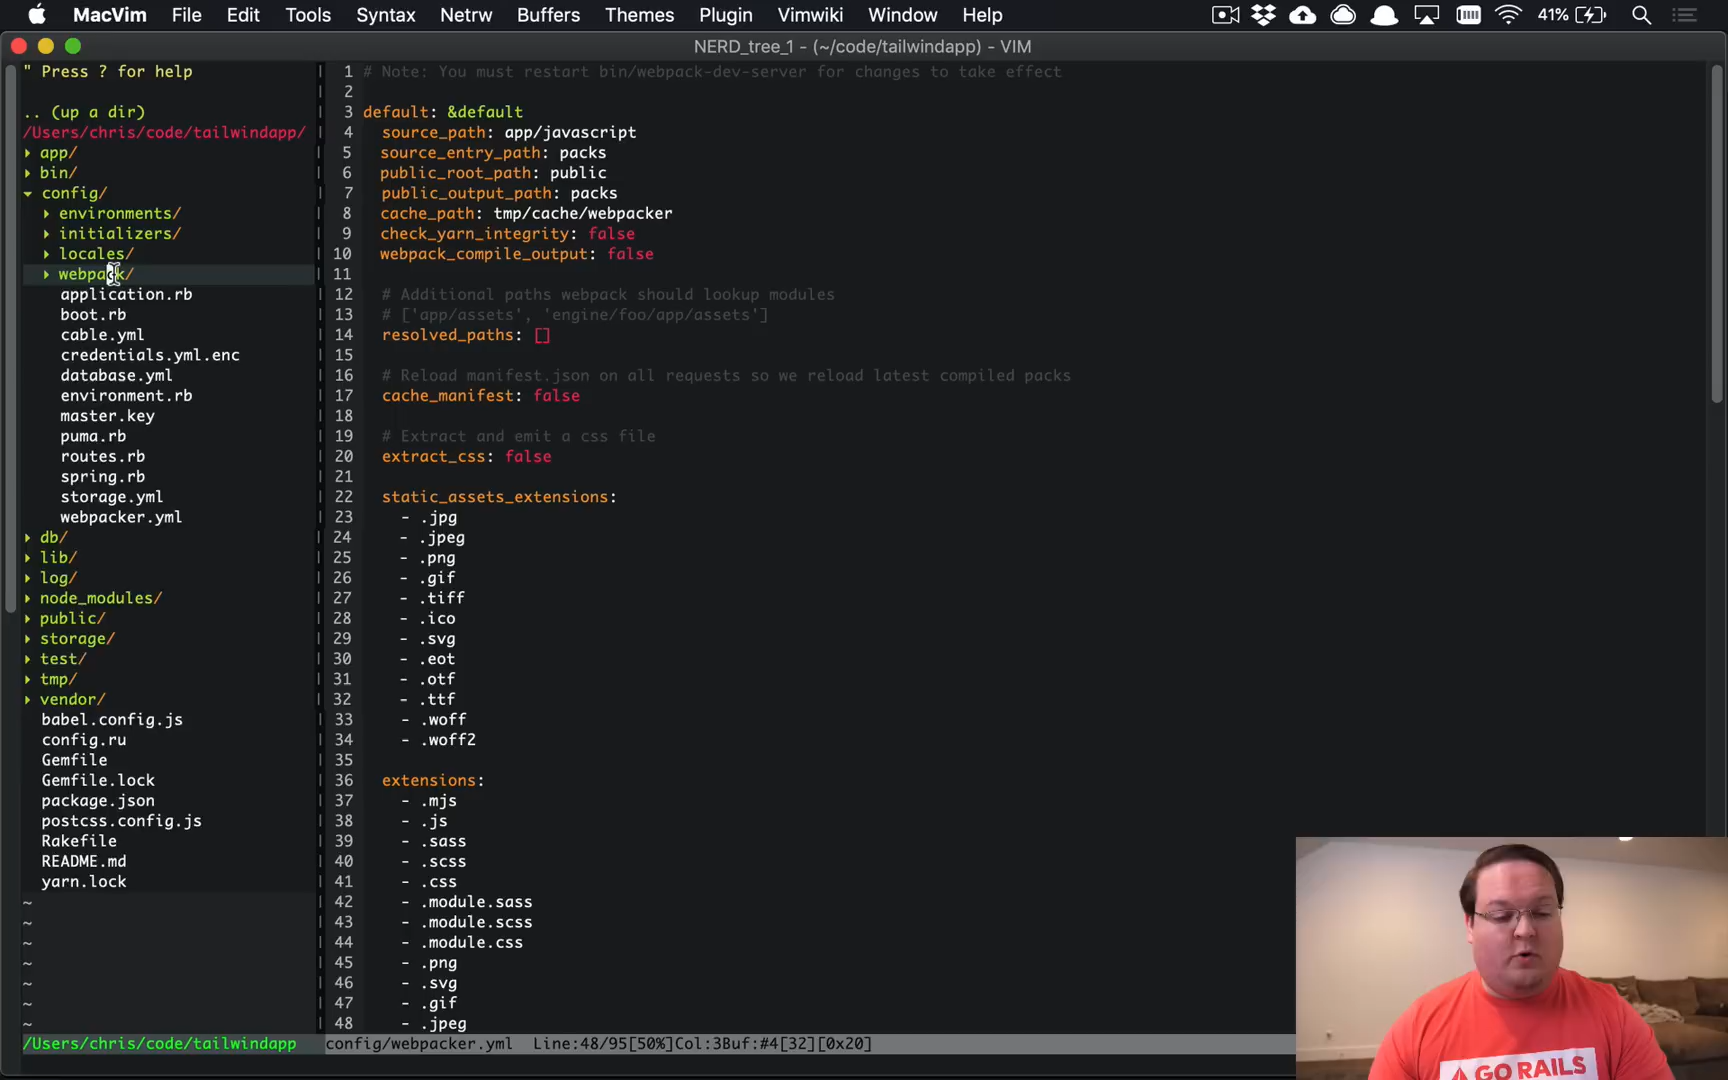 MacVim File Edit Tools Syntax Netrw Buffers Themes Plugin Vimwiki Window Help 41%
NERD_tree_1 - (~/code/tailwindapp) - VIM
" Press ? for help
.. (up a dir)
/Users/chris/code/tailwindapp/
app/
bin/
config/
environments/
initializers/
locales/
webpack/
application.rb
boot.rb
cable.yml
credentials.yml.enc
database.yml
environment.rb
master.key
puma.rb
routes.rb
spring.rb
storage.yml
webpacker.yml
db/
lib/
log/
node_modules/
public/
storage/
test/
tmp/
vendor/
babel.config.js
config.ru
Gemfile
Gemfile.lock
package.json
postcss.config.js
Rakefile
README.md
yarn.lock
~
~
~
~
~
~
~
/Users/chris/code/tailwindapp
1 # Note: You must restart bin/webpack-dev-server for changes to take effect
2
3 default: &default
4 source_path: app/javascript
5 source_entry_path: packs
6 public_root_path: public
7 public_output_path: packs
8 cache_path: tmp/cache/webpacker
9 check_yarn_integrity: false
10 webpack_compile_output: false
11
12 # Additional paths webpack should lookup modules
13 # ['app/assets', 'engine/foo/app/assets']
14 resolved_paths: []
15
16 # Reload manifest.json on all requests so we reload latest compiled packs
17 cache_manifest: false
18
19 # Extract and emit a css file
20 extract_css: false
21
22 static_assets_extensions:
23 - .jpg
24 - .jpeg
25 - .png
26 - .gif
27 - .tiff
28 - .ico
29 - .svg
30 - .eot
31 - .otf
32 - .ttf
33 - .woff
34 - .woff2
35
36 extensions:
37 - .mjs
38 - .js
39 - .sass
40 - .scss
41 - .css
42 - .module.sass
43 - .module.scss
44 - .module.css
45 - .png
46 - .svg
47 - .gif
48 - .jpeg
config/webpacker.yml Line:48/95[50%]Col:3Buf:#4[32][0x20]
GO RAILS